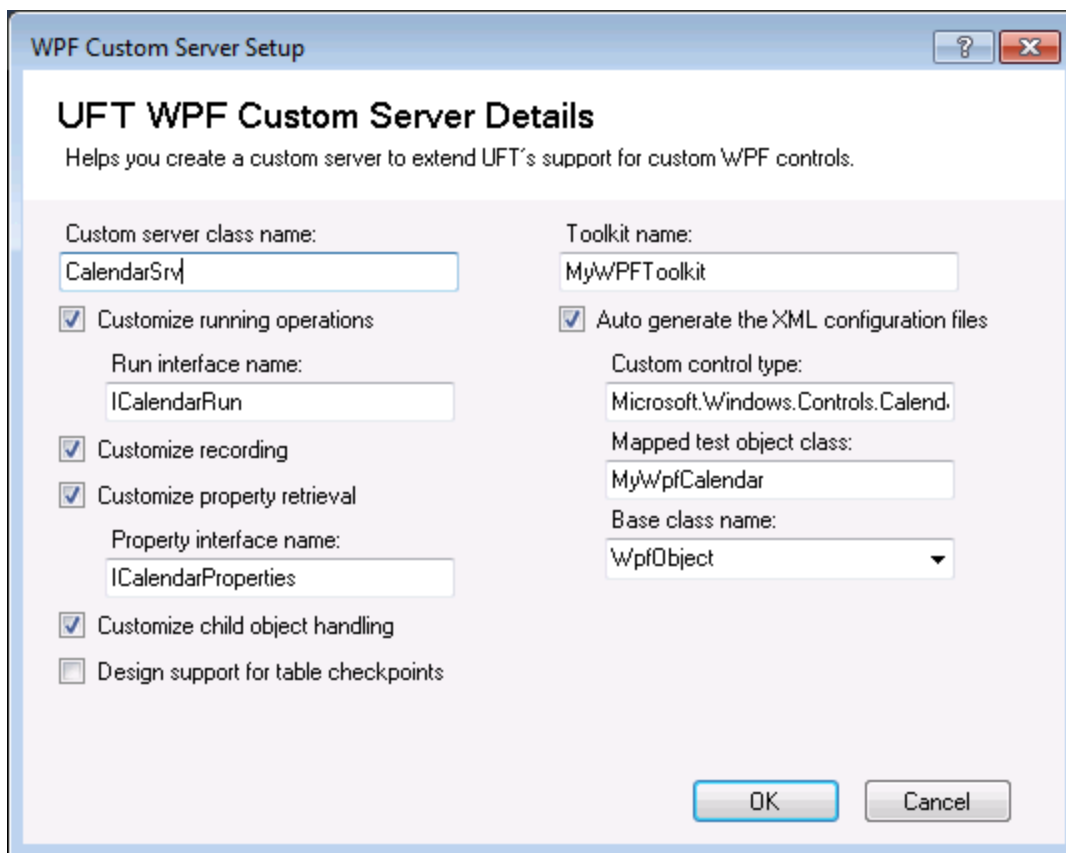 WPF Custom Server Setup
UFT WPF Custom Server Details
Helps you create a custom server to extend UFT´s support for custom WPF controls.
Custom server class name:
CalendarSrv
Customize running operations
Run interface name:
ICalendarRun
Customize recording
Customize property retrieval
Property interface name:
ICalendarProperties
Customize child object handling
Design support for table checkpoints
Toolkit name:
MyWPFToolkit
Auto generate the XML configuration files
Custom control type:
Microsoft.Windows.Controls.Calend
Mapped test object class:
MyWpfCalendar
Base class name:
WpfObject
OK
Cancel